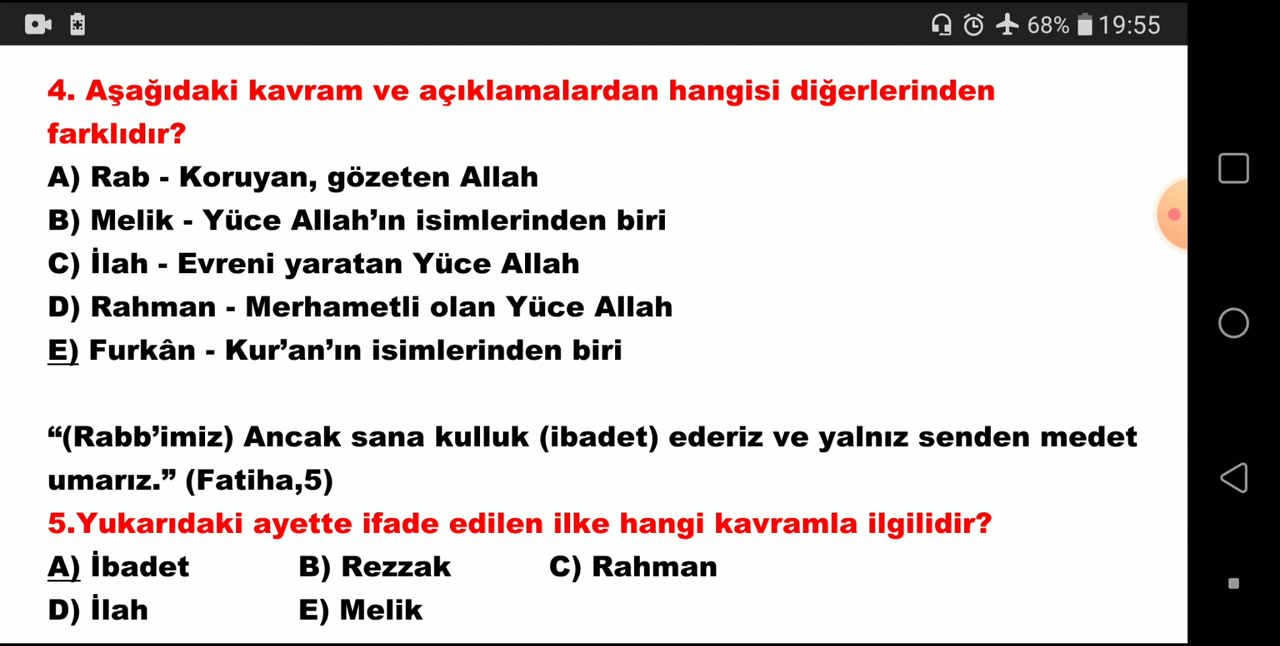 68% 19:55
4. Aşağıdaki kavram ve açıklamalardan hangisi diğerlerinden
farklıdır?
A) Rab - Koruyan, gözeten Allah
B) Melik - Yüce Allah’ın isimlerinden biri
C) İlah - Evreni yaratan Yüce Allah
D) Rahman - Merhametli olan Yüce Allah
E) Furkân - Kur’an’ın isimlerinden biri
“(Rabb’imiz) Ancak sana kulluk (ibadet) ederiz ve yalnız senden medet
umarız.” (Fatiha,5)
5.Yukarıdaki ayette ifade edilen ilke hangi kavramla ilgilidir?
A) İbadet B) Rezzak C) Rahman
D) İlah E) Melik